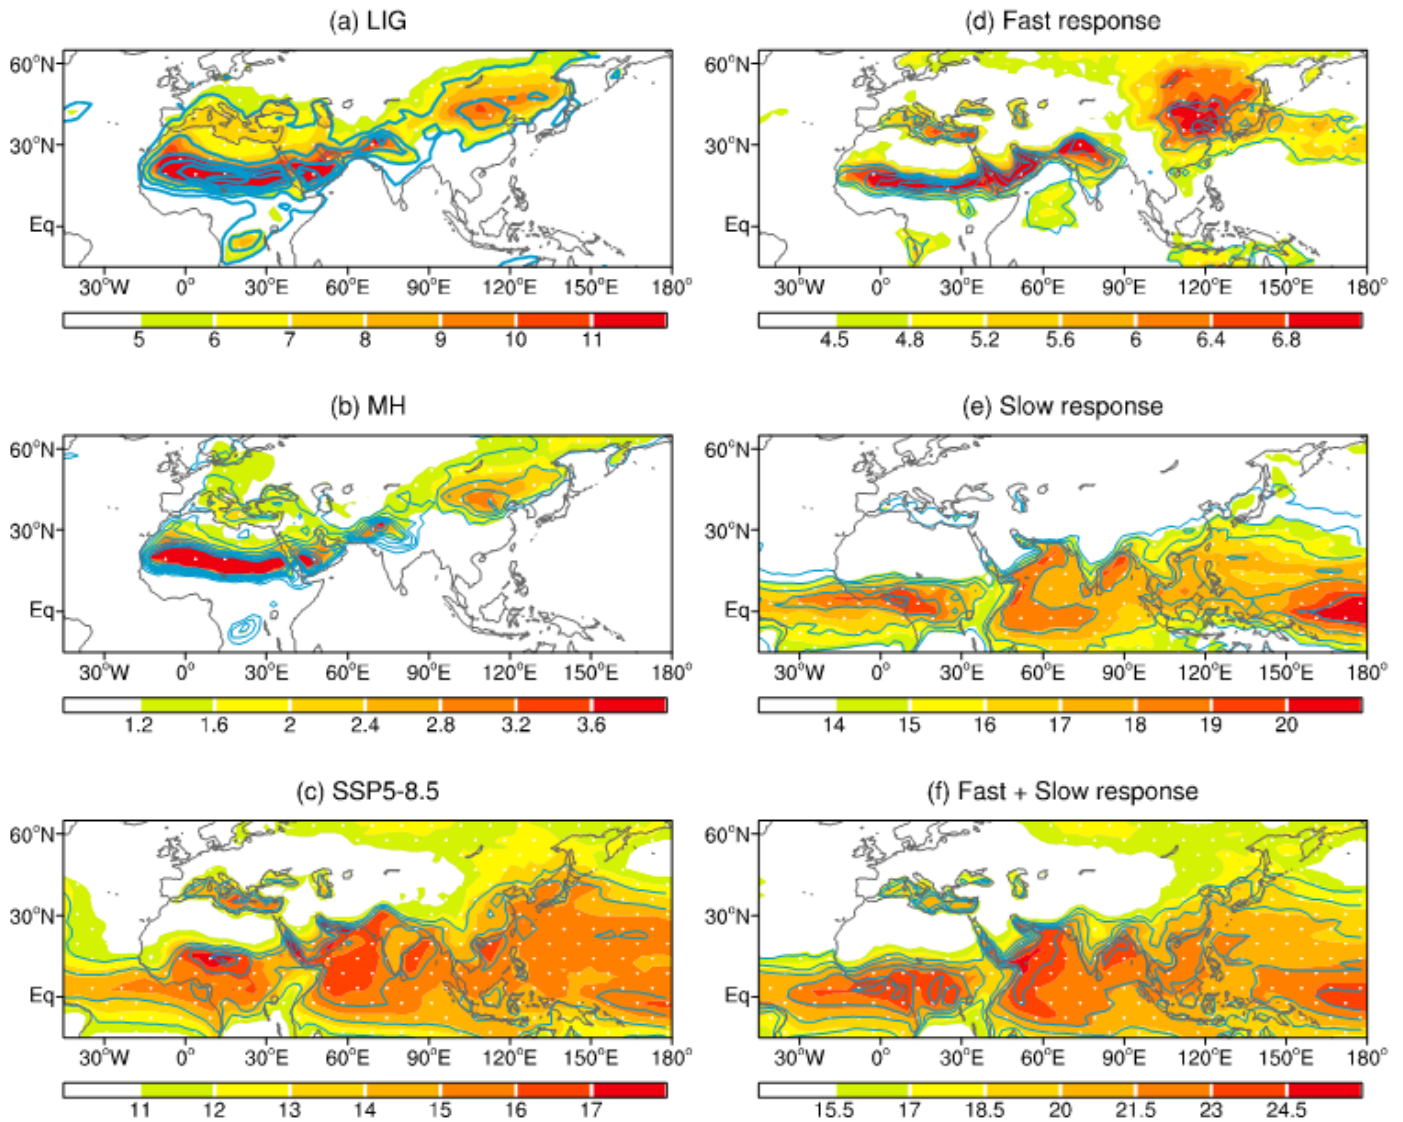 (a) LIG
60°N
30°N
Eq
30°W 0° 30°E 60°E 90°E 120°E 150°E 180°
5 6 7 8 9 10 11
(d) Fast response
60°N
30°N
Eq
30°W 0° 30°E 60°E 90°E 120°E 150°E 180°
4.5 4.8 5.2 5.6 6 6.4 6.8
(b) MH
60°N
30°N
Eq
30°W 0° 30°E 60°E 90°E 120°E 150°E 180°
1.2 1.6 2 2.4 2.8 3.2 3.6
(e) Slow response
60°N
30°N
Eq
30°W 0° 30°E 60°E 90°E 120°E 150°E 180°
14 15 16 17 18 19 20
(c) SSP5-8.5
60°N
30°N
Eq
30°W 0° 30°E 60°E 90°E 120°E 150°E 180°
11 12 13 14 15 16 17
(f) Fast + Slow response
60°N
30°N
Eq
30°W 0° 30°E 60°E 90°E 120°E 150°E 180°
15.5 17 18.5 20 21.5 23 24.5